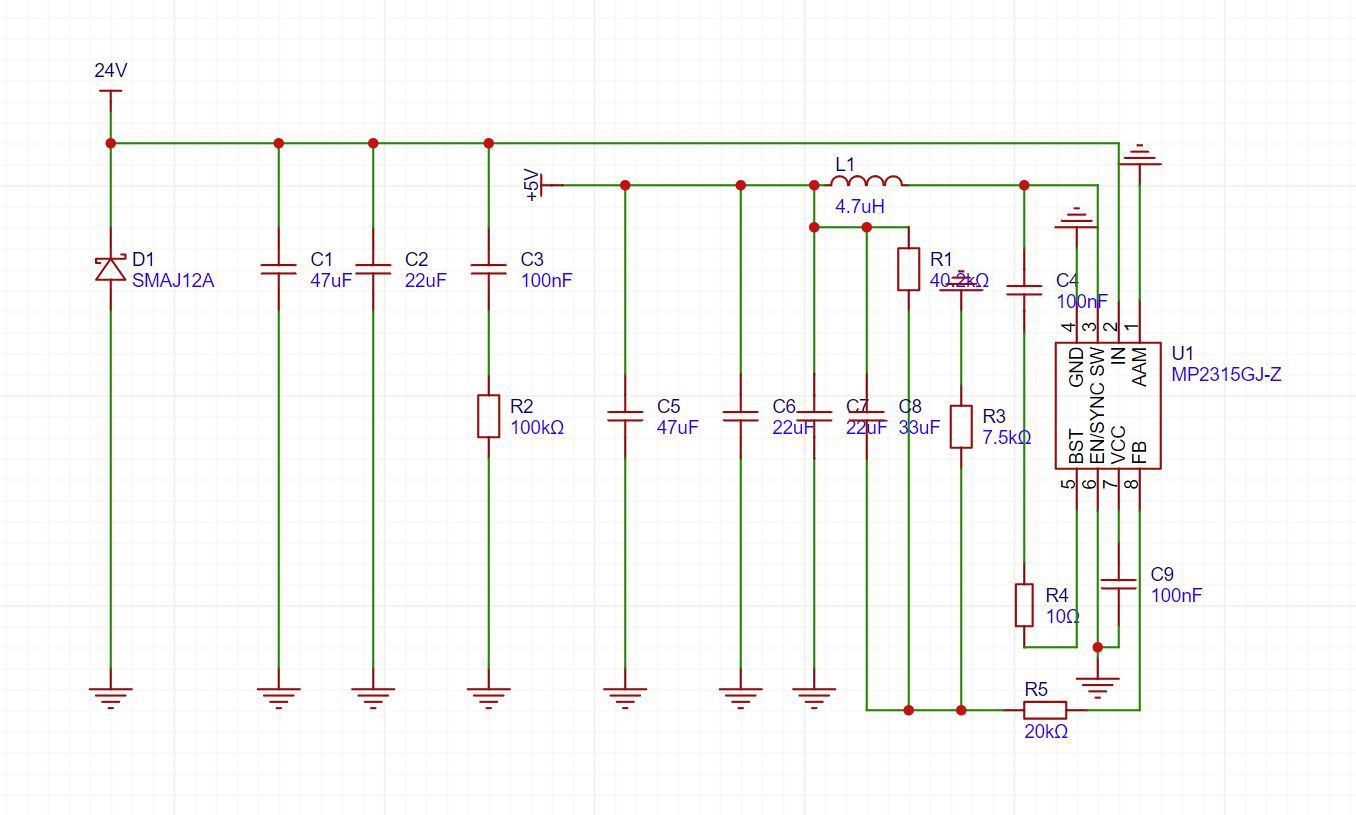 24V
+5V
L1
4.7uH
D1
SMAJ12A
C1
47uF
C2
22uF
C3
100nF
R1
40.2kΩ
C4
100nF
4
3
2
1
GND
SW
IN
AAM
U1
MP2315GJ-Z
R2
100kΩ
C5
47uF
C6
22uF
C7
22uF
C8
33uF
R3
7.5kΩ
BST
EN/SYNC
VCC
FB
5
6
7
8
C9
100nF
R4
10Ω
R5
20kΩ